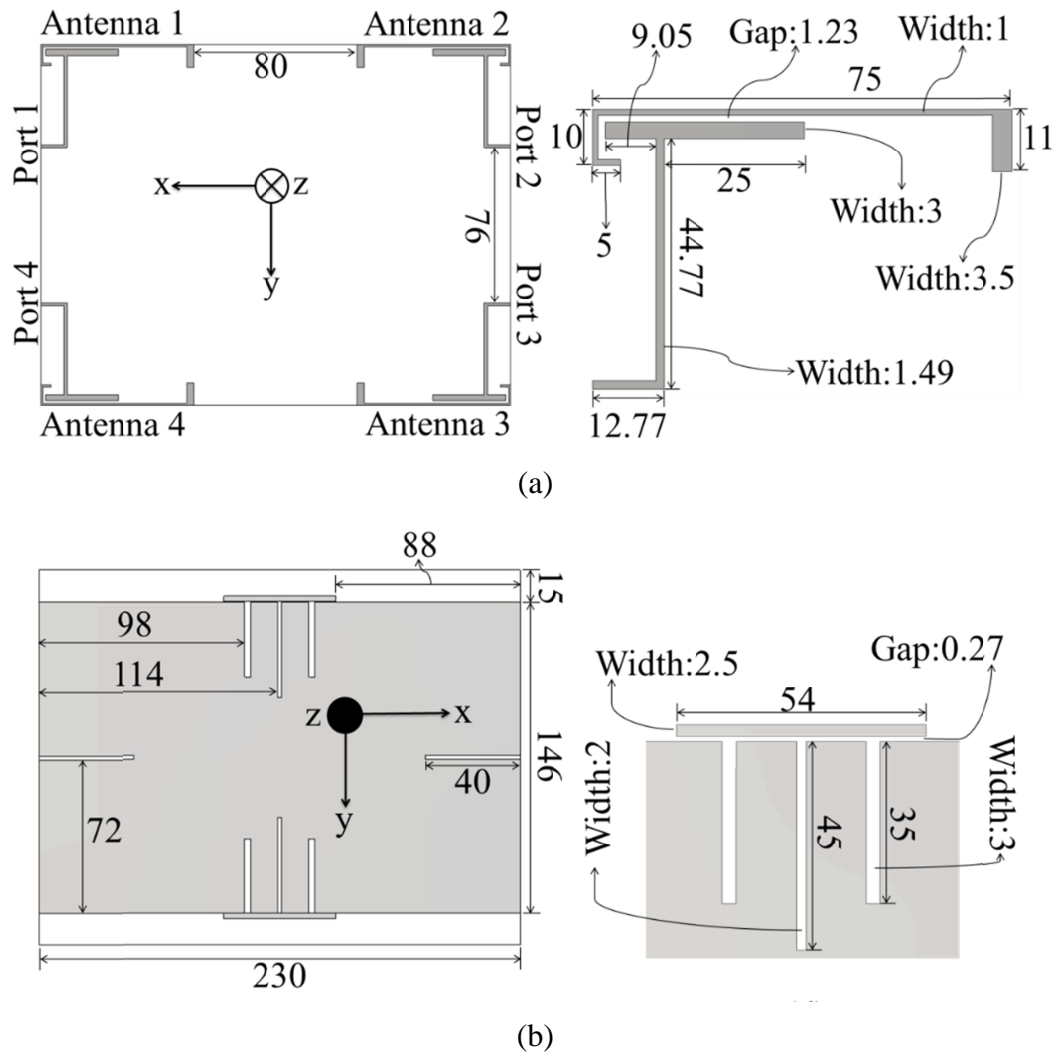 Antenna 1
Antenna 2
80
Port 1
Port 2
x
z
y
76
Port 4
Port 3
Antenna 4
Antenna 3
9.05
Gap:1.23
Width:1
75
10
11
25
Width:3
5
44.77
Width:3.5
Width:1.49
12.77
(a)
88
15
98
114
z
x
y
146
40
72
230
Width:2.5
Gap:0.27
54
Width:2
45
35
Width:3
(b)